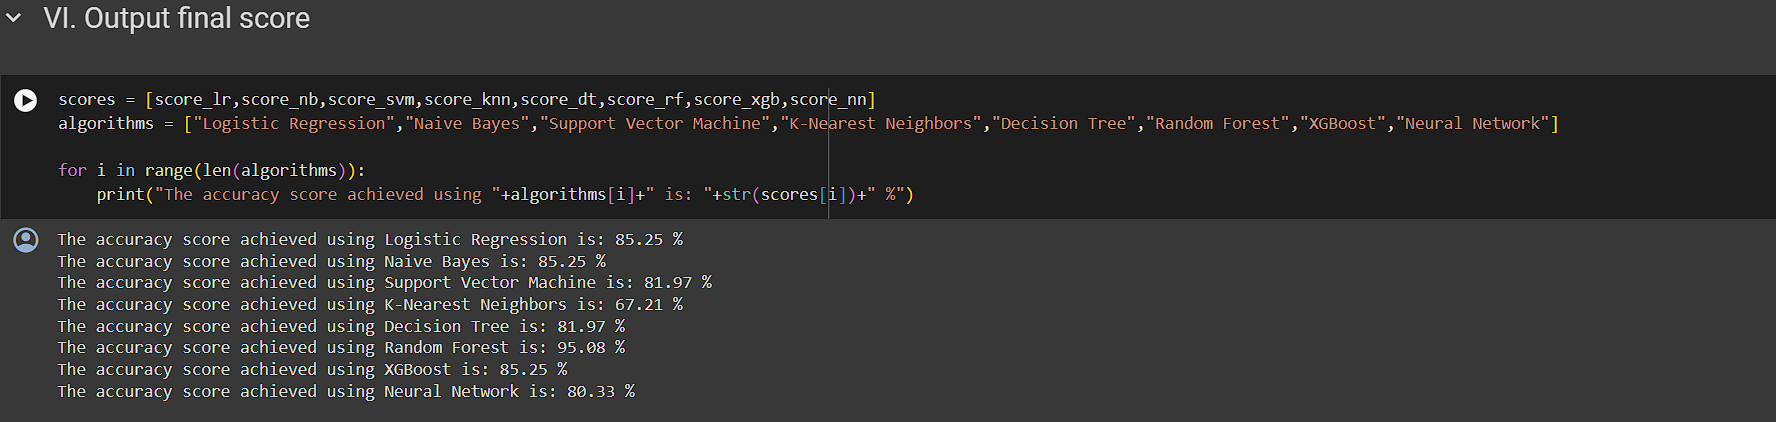 VI. Output final score
scores = [score_lr,score_nb,score_svm,score_knn,score_dt,score_rf,score_xgb,score_nn]
algorithms = ["Logistic Regression","Naive Bayes","Support Vector Machine","K-Nearest Neighbors","Decision Tree","Random Forest","XGBoost","Neural Network"]
for i in range(len(algorithms)):
    print("The accuracy score achieved using "+algorithms[i]+" is: "+str(scores[i])+" %")
The accuracy score achieved using Logistic Regression is: 85.25 %
The accuracy score achieved using Naive Bayes is: 85.25 %
The accuracy score achieved using Support Vector Machine is: 81.97 %
The accuracy score achieved using K-Nearest Neighbors is: 67.21 %
The accuracy score achieved using Decision Tree is: 81.97 %
The accuracy score achieved using Random Forest is: 95.08 %
The accuracy score achieved using XGBoost is: 85.25 %
The accuracy score achieved using Neural Network is: 80.33 %